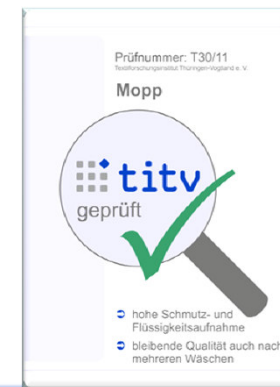 Prüfnummer: T30/11
Textilforschungsinstitut Thüringen-Vogtland e. V.
Mopp
titv
geprüft
hohe Schmutz- und
Flüssigkeitsaufnahme
bleibende Qualität auch nach
mehreren Wäschen